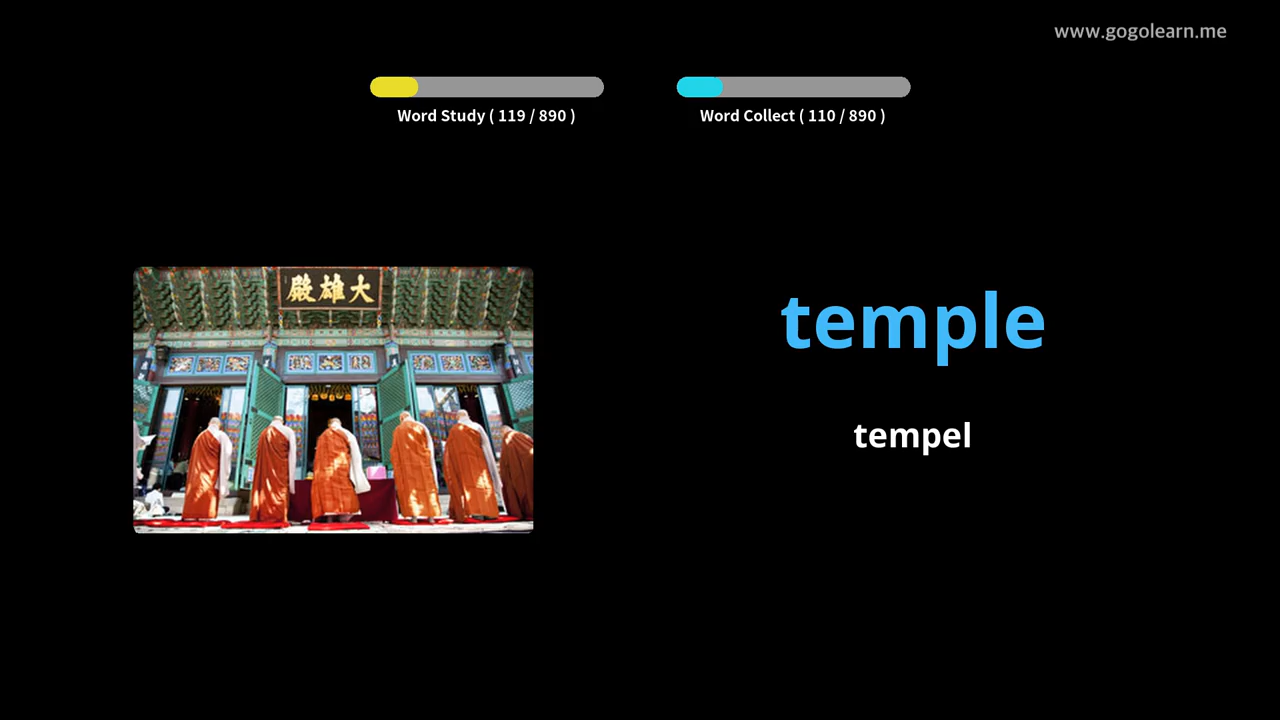 www.gogolearn.me
Word Study ( 119 / 890 )
Word Collect ( 110 / 890 )
殿雄大
temple
tempel